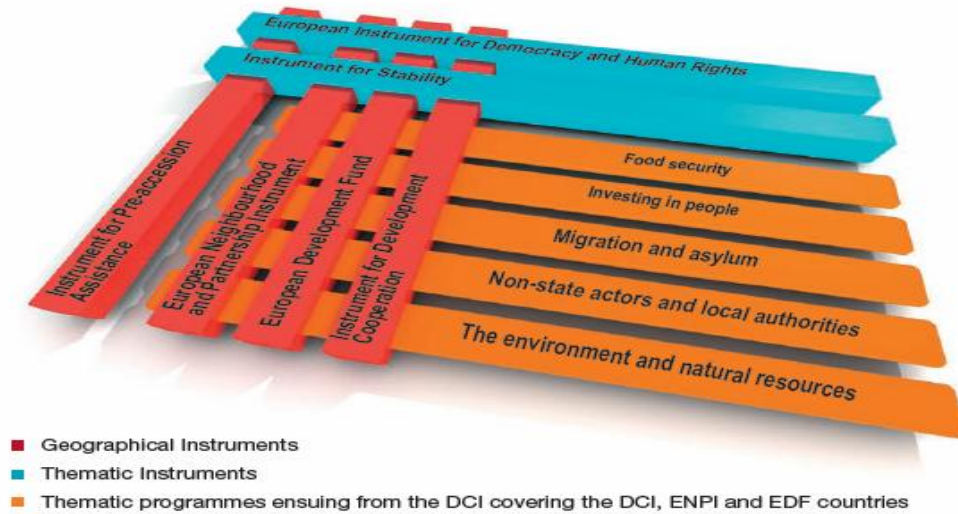 European Instrument for Democracy and Human Rights
Instrument for Stability
Instrument for Pre-accession
Assistance
European Neighbourhood
and Partnership Instrument
European Development Fund
Instrument for Development
Cooperation
Food security
Investing in people
Migration and asylum
Non-state actors and local authorities
The environment and natural resources
Geographical Instruments
Thematic Instruments
Thematic programmes ensuing from the DCI covering the DCI, ENPI and EDF countries